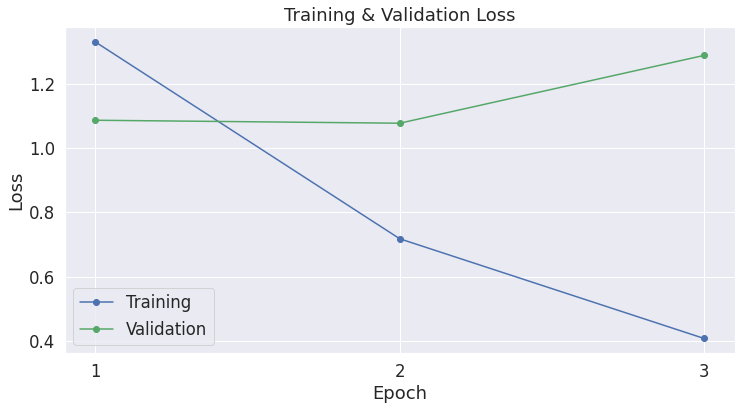 Training & Validation Loss
1.2
1.0
0.8
0.6
0.4
Loss
Training
Validation
1
2
3
Epoch